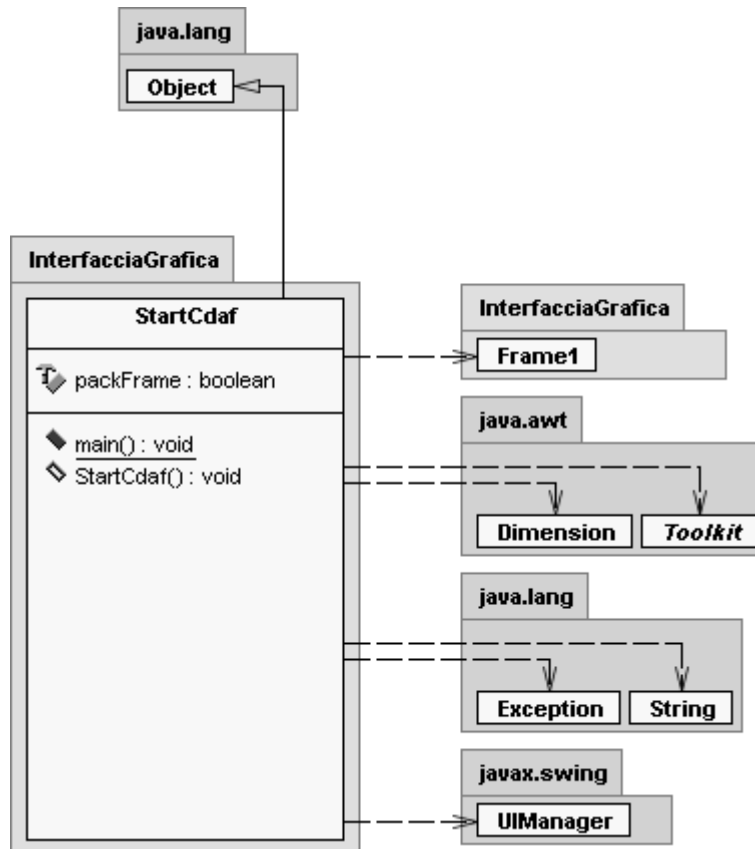 java.lang
Object
InterfacciaGrafica
StartCdaf
packFrame : boolean
main() : void
StartCdaf() : void
InterfacciaGrafica
Frame1
java.awt
Dimension Toolkit
java.lang
Exception String
javax.swing
UIManager